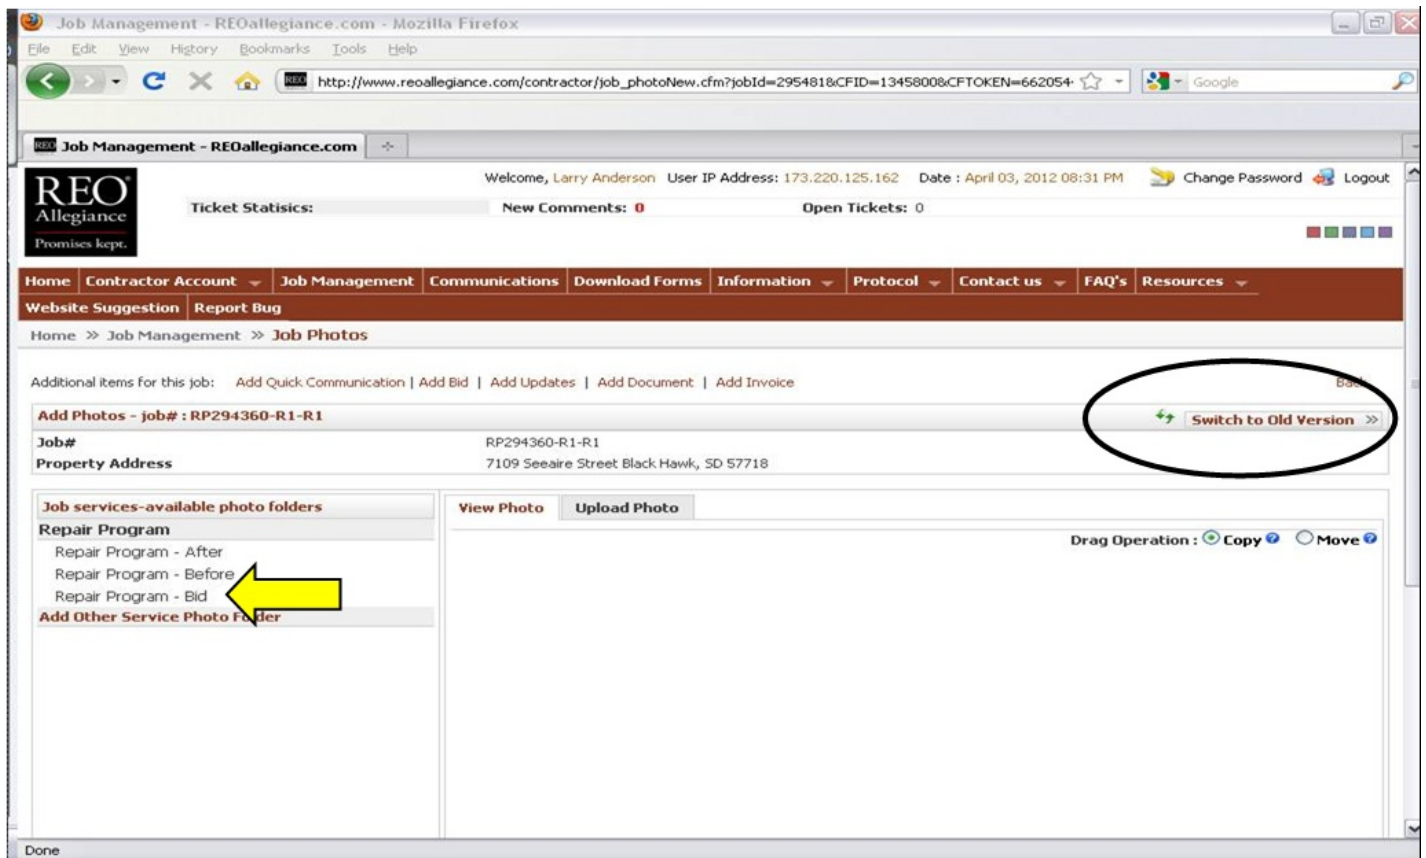 Job Management - REOallegiance.com - Mozilla Firefox
File Edit View History Bookmarks Tools Help
REO http://www.reoallegiance.com/contractor/job_photoNew.cfm?jobId=295481&CFID=13458008&CFTOKEN=662054 Google
REO Job Management - REOallegiance.com
REO Allegiance Promises kept.
Welcome, Larry Anderson User IP Address: 173.220.125.162 Date : April 03, 2012 08:31 PM Change Password Logout
Ticket Statisics: New Comments: 0 Open Tickets: 0
Home Contractor Account Job Management Communications Download Forms Information Protocol Contact us FAQ's Resources
Website Suggestion Report Bug
Home >> Job Management >> Job Photos
Additional items for this job: Add Quick Communication | Add Bid | Add Updates | Add Document | Add Invoice Back
Add Photos - job# : RP294360-R1-R1 Switch to Old Version >>
Job# RP294360-R1-R1
Property Address 7109 Seeaire Street Black Hawk, SD 57718
Job services-available photo folders View Photo Upload Photo
Repair Program
Drag Operation : Copy ? Move ?
Repair Program - After
Repair Program - Before
Repair Program - Bid
Add Other Service Photo Folder
Done